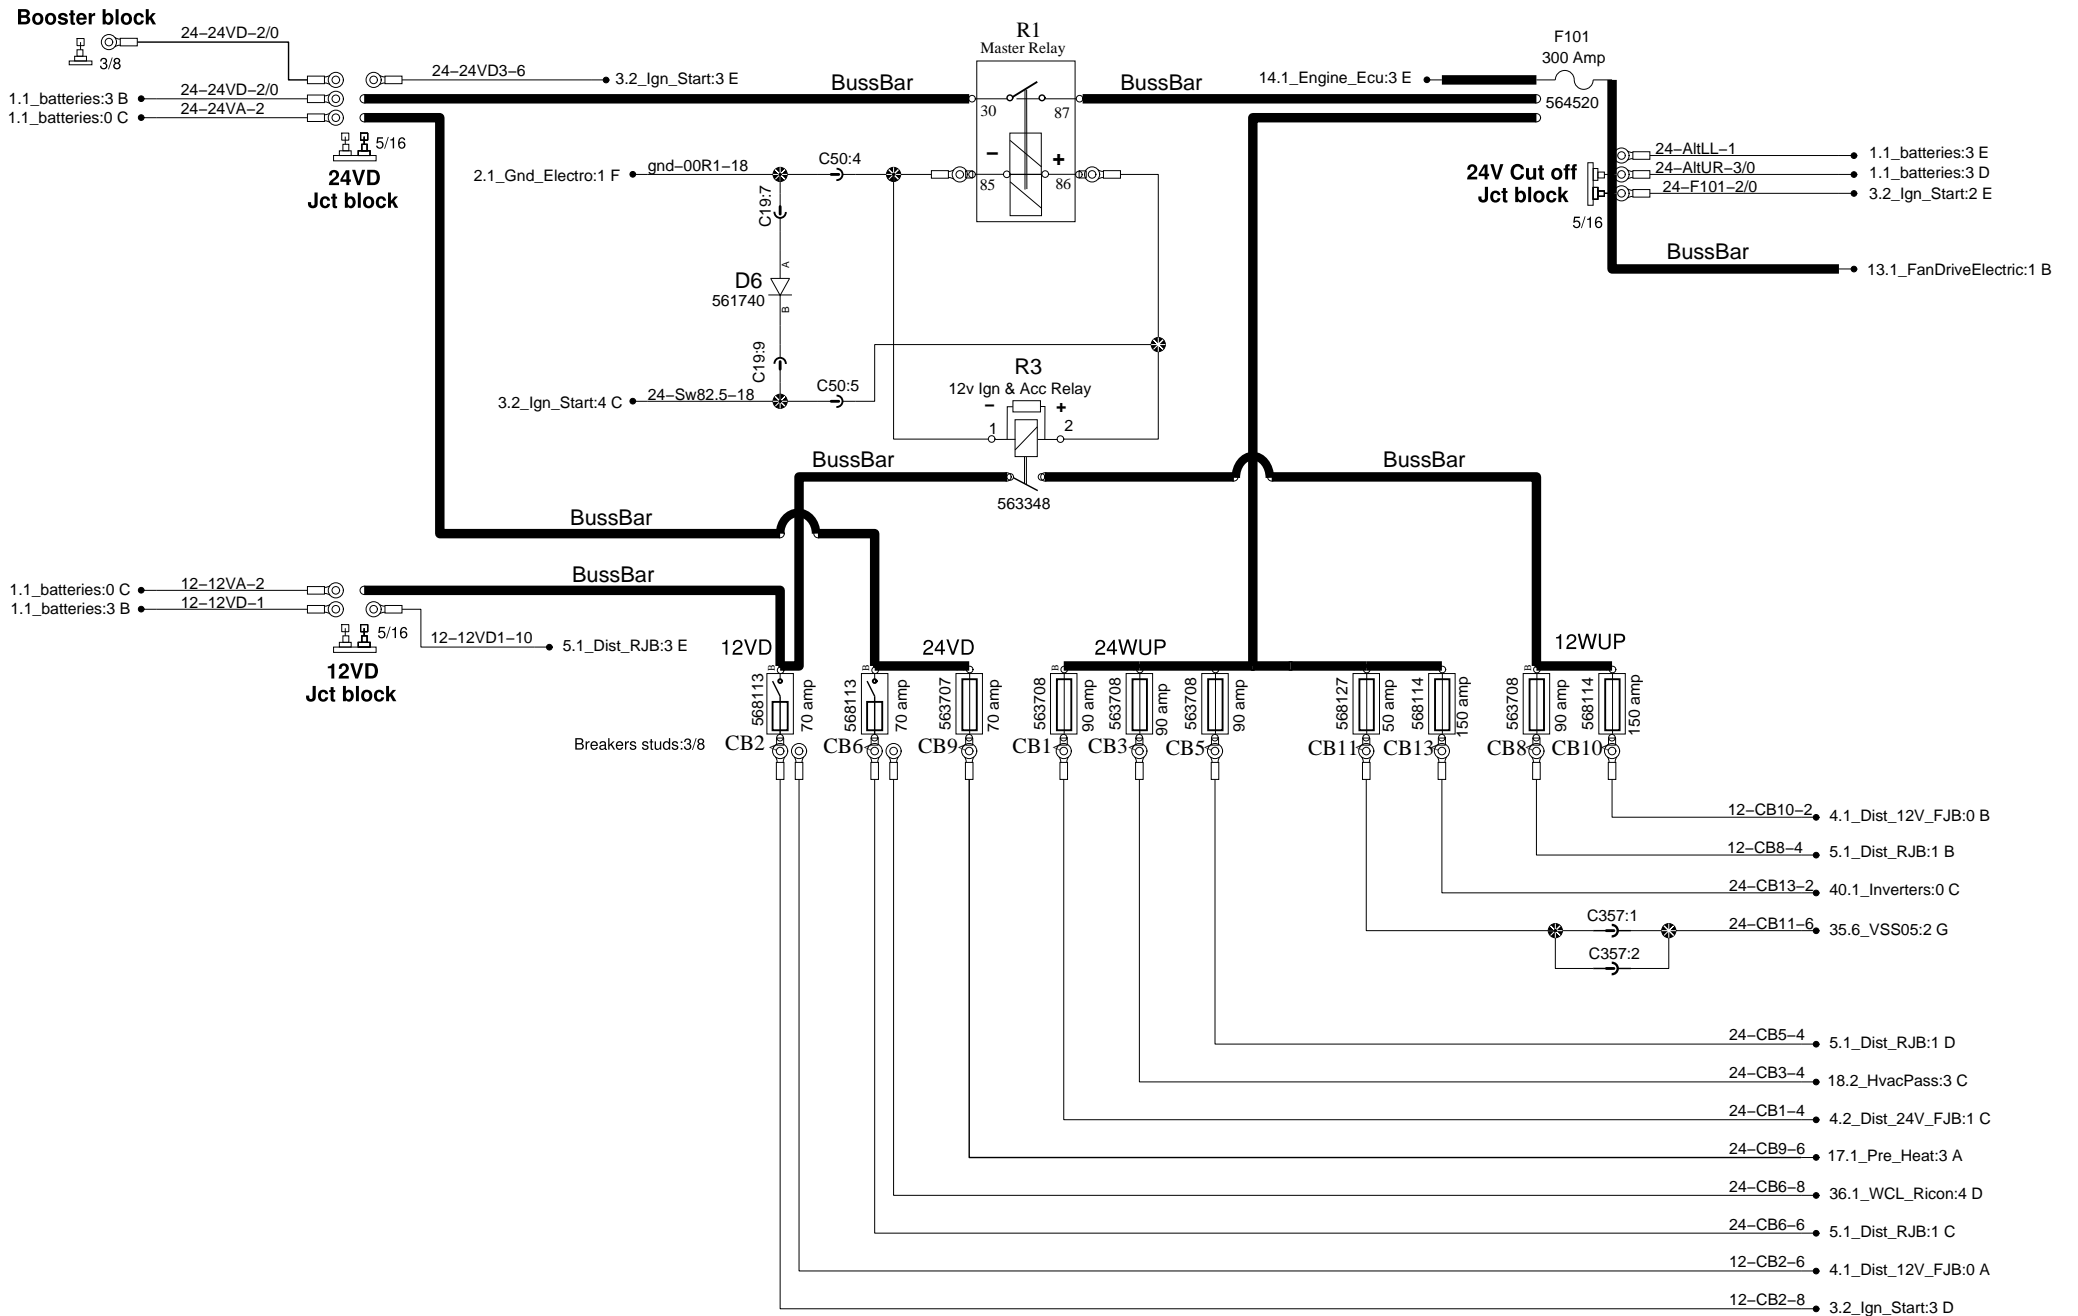 Booster block
24–24VD–2/0
3/8
24–24VD3–6
3.2_Ign_Start:3 E
1.1_batteries:3 B
24–24VD–2/0
1.1_batteries:0 C
24–24VA–2
5/16
24VD
Jct block
BussBar
R1
Master Relay
30
87
–
+
85
86
BussBar
14.1_Engine_Ecu:3 E
F101
300 Amp
564520
24–AltLL–1
1.1_batteries:3 E
24–AltUR–3/0
1.1_batteries:3 D
24–F101–2/0
3.2_Ign_Start:2 E
24V Cut off
Jct block
5/16
BussBar
13.1_FanDriveElectric:1 B
2.1_Gnd_Electro:1 F
gnd–00R1–18
C50:4
C19:7
A
D6
561740
B
C19:9
3.2_Ign_Start:4 C
24–Sw82.5–18
C50:5
R3
12v Ign & Acc Relay
–
+
1
2
563348
BussBar
BussBar
BussBar
BussBar
1.1_batteries:0 C
12–12VA–2
1.1_batteries:3 B
12–12VD–1
5/16
12–12VD1–10
5.1_Dist_RJB:3 E
12VD
Jct block
12VD
24VD
24WUP
12WUP
B
568113
70 amp
B
568113
70 amp
563707
70 amp
B
563708
90 amp
563708
90 amp
563708
90 amp
568127
50 amp
568114
150 amp
B
563708
90 amp
568114
150 amp
Breakers studs:3/8
CB2
CB6
CB9
CB1
CB3
CB5
CB11
CB13
CB8
CB10
12–CB10–2
4.1_Dist_12V_FJB:0 B
12–CB8–4
5.1_Dist_RJB:1 B
24–CB13–2
40.1_Inverters:0 C
C357:1
24–CB11–6
35.6_VSS05:2 G
C357:2
24–CB5–4
5.1_Dist_RJB:1 D
24–CB3–4
18.2_HvacPass:3 C
24–CB1–4
4.2_Dist_24V_FJB:1 C
24–CB9–6
17.1_Pre_Heat:3 A
24–CB6–8
36.1_WCL_Ricon:4 D
24–CB6–6
5.1_Dist_RJB:1 C
12–CB2–6
4.1_Dist_12V_FJB:0 A
12–CB2–8
3.2_Ign_Start:3 D